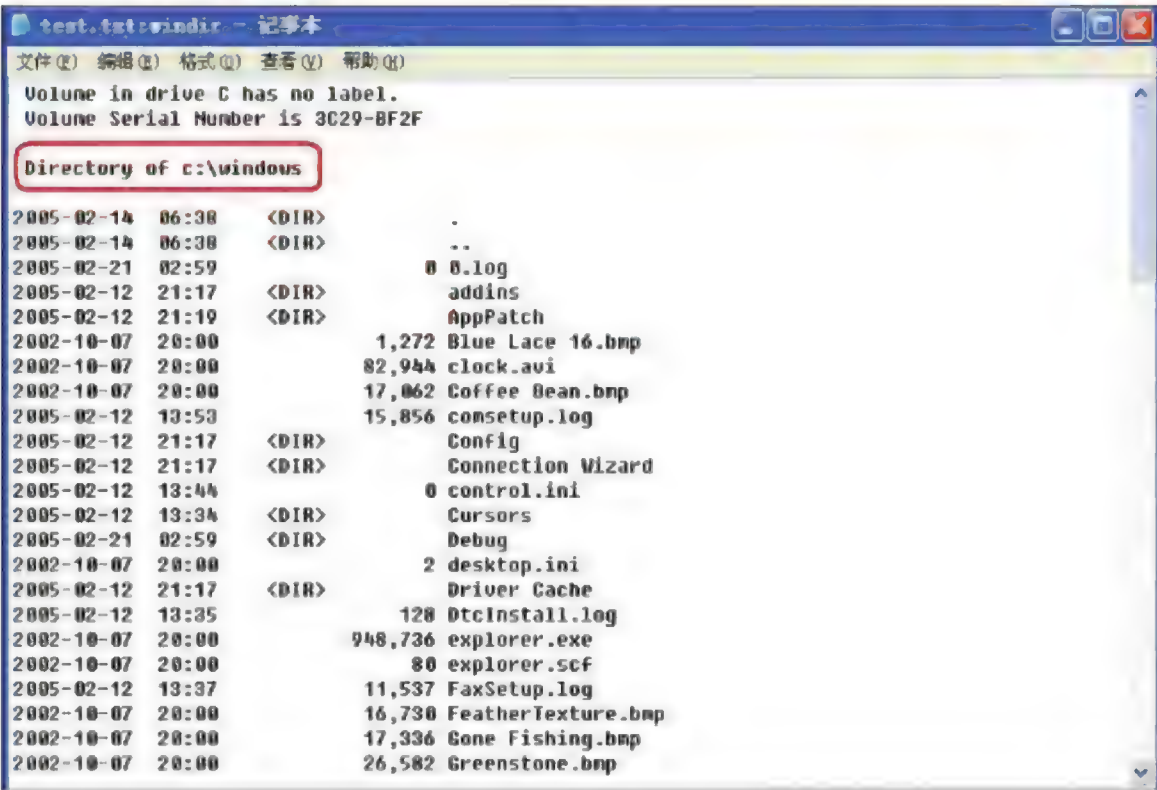 test.txt:windir - 记事本
文件(F) 编辑(E) 格式(O) 查看(V) 帮助(H)
Volume in drive C has no label.
Volume Serial Number is 3C29-8F2F
Directory of c:\windows
2005-02-14 06:38 <DIR> .
2005-02-14 06:38 <DIR> ..
2005-02-21 02:59 0 0.log
2005-02-12 21:17 <DIR> addins
2005-02-12 21:19 <DIR> AppPatch
2002-10-07 20:00 1,272 Blue Lace 16.bmp
2002-10-07 20:00 82,944 clock.avi
2002-10-07 20:00 17,062 Coffee Bean.bmp
2005-02-12 13:53 15,856 comsetup.log
2005-02-12 21:17 <DIR> Config
2005-02-12 21:17 <DIR> Connection Wizard
2005-02-12 13:44 0 control.ini
2005-02-12 13:34 <DIR> Cursors
2005-02-21 02:59 <DIR> Debug
2002-10-07 20:00 2 desktop.ini
2005-02-12 21:17 <DIR> Driver Cache
2005-02-12 13:35 128 DtcInstall.log
2002-10-07 20:00 948,736 explorer.exe
2002-10-07 20:00 80 explorer.scf
2005-02-12 13:37 11,537 FaxSetup.log
2002-10-07 20:00 16,730 FeatherTexture.bmp
2002-10-07 20:00 17,336 Gone Fishing.bmp
2002-10-07 20:00 26,582 Greenstone.bmp